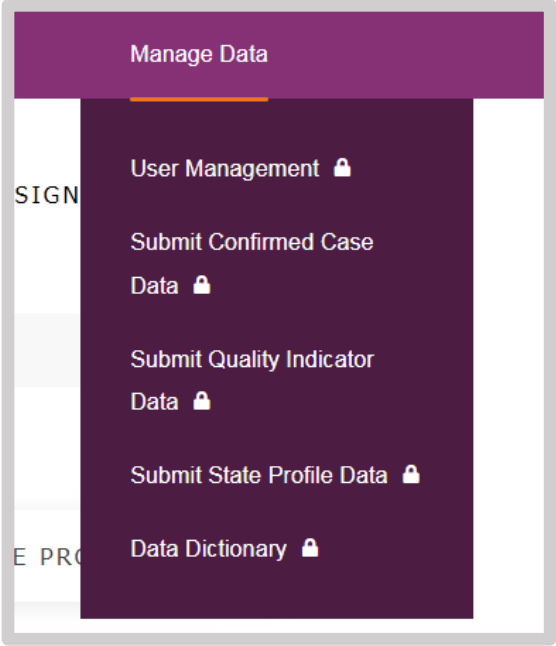 Manage Data
User Management
SIGN
Submit Confirmed Case
Data
Submit Quality Indicator
Data
Submit State Profile Data
Data Dictionary
E PRO